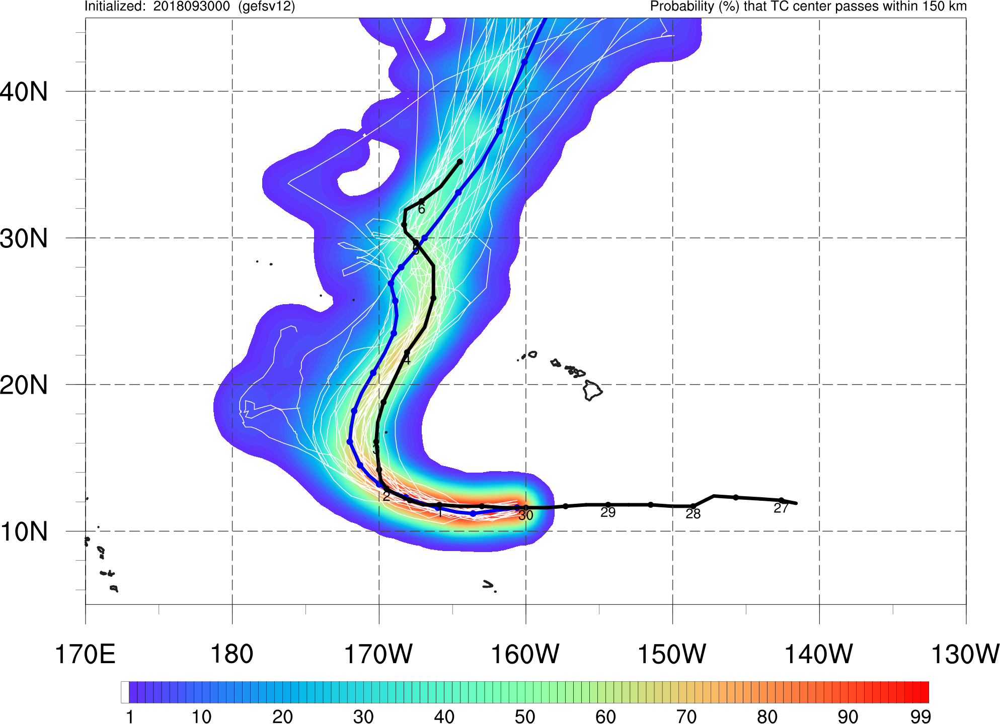 Initialized: 2018093000 (gefsv12)
Probability (%) that TC center passes within 150 km
40N
6
30N
5
4
20N
3
2
1
30
29
28
27
10N
170E 180 170W 160W 150W 140W 130W
1 10 20 30 40 50 60 70 80 90 99